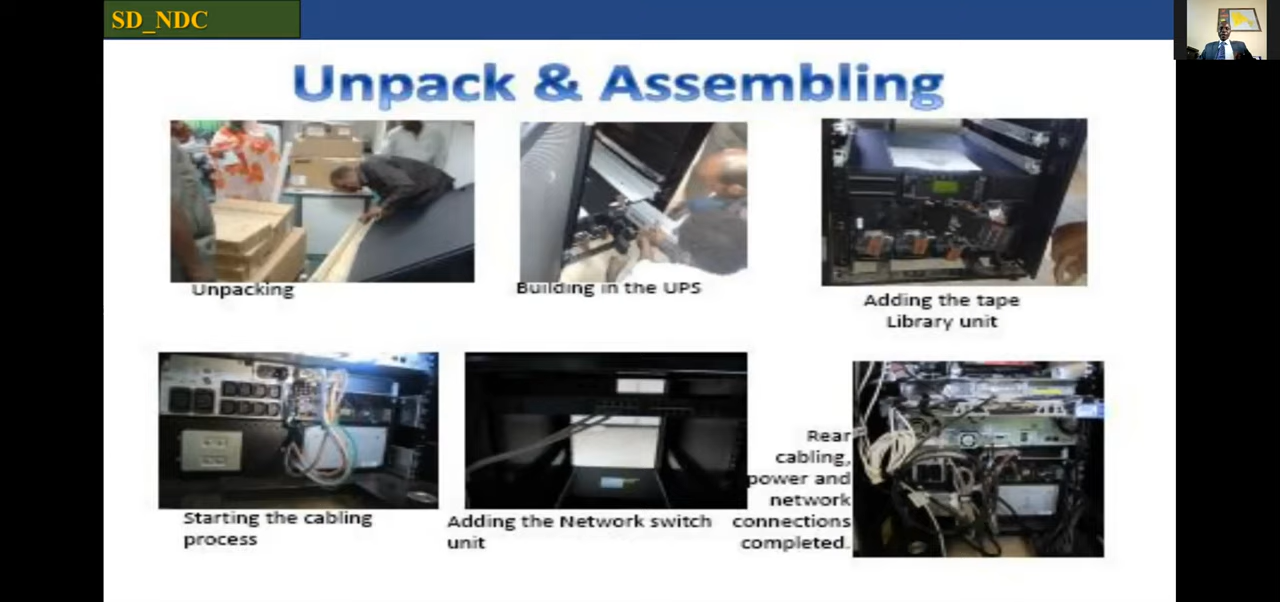 SD_NDC
Unpack & Assembling
Unpacking
Building in the UPS
Adding the tape
Library unit
Starting the cabling
process
Adding the Network switch
unit
Rear
cabling,
power and
network
connections
completed.